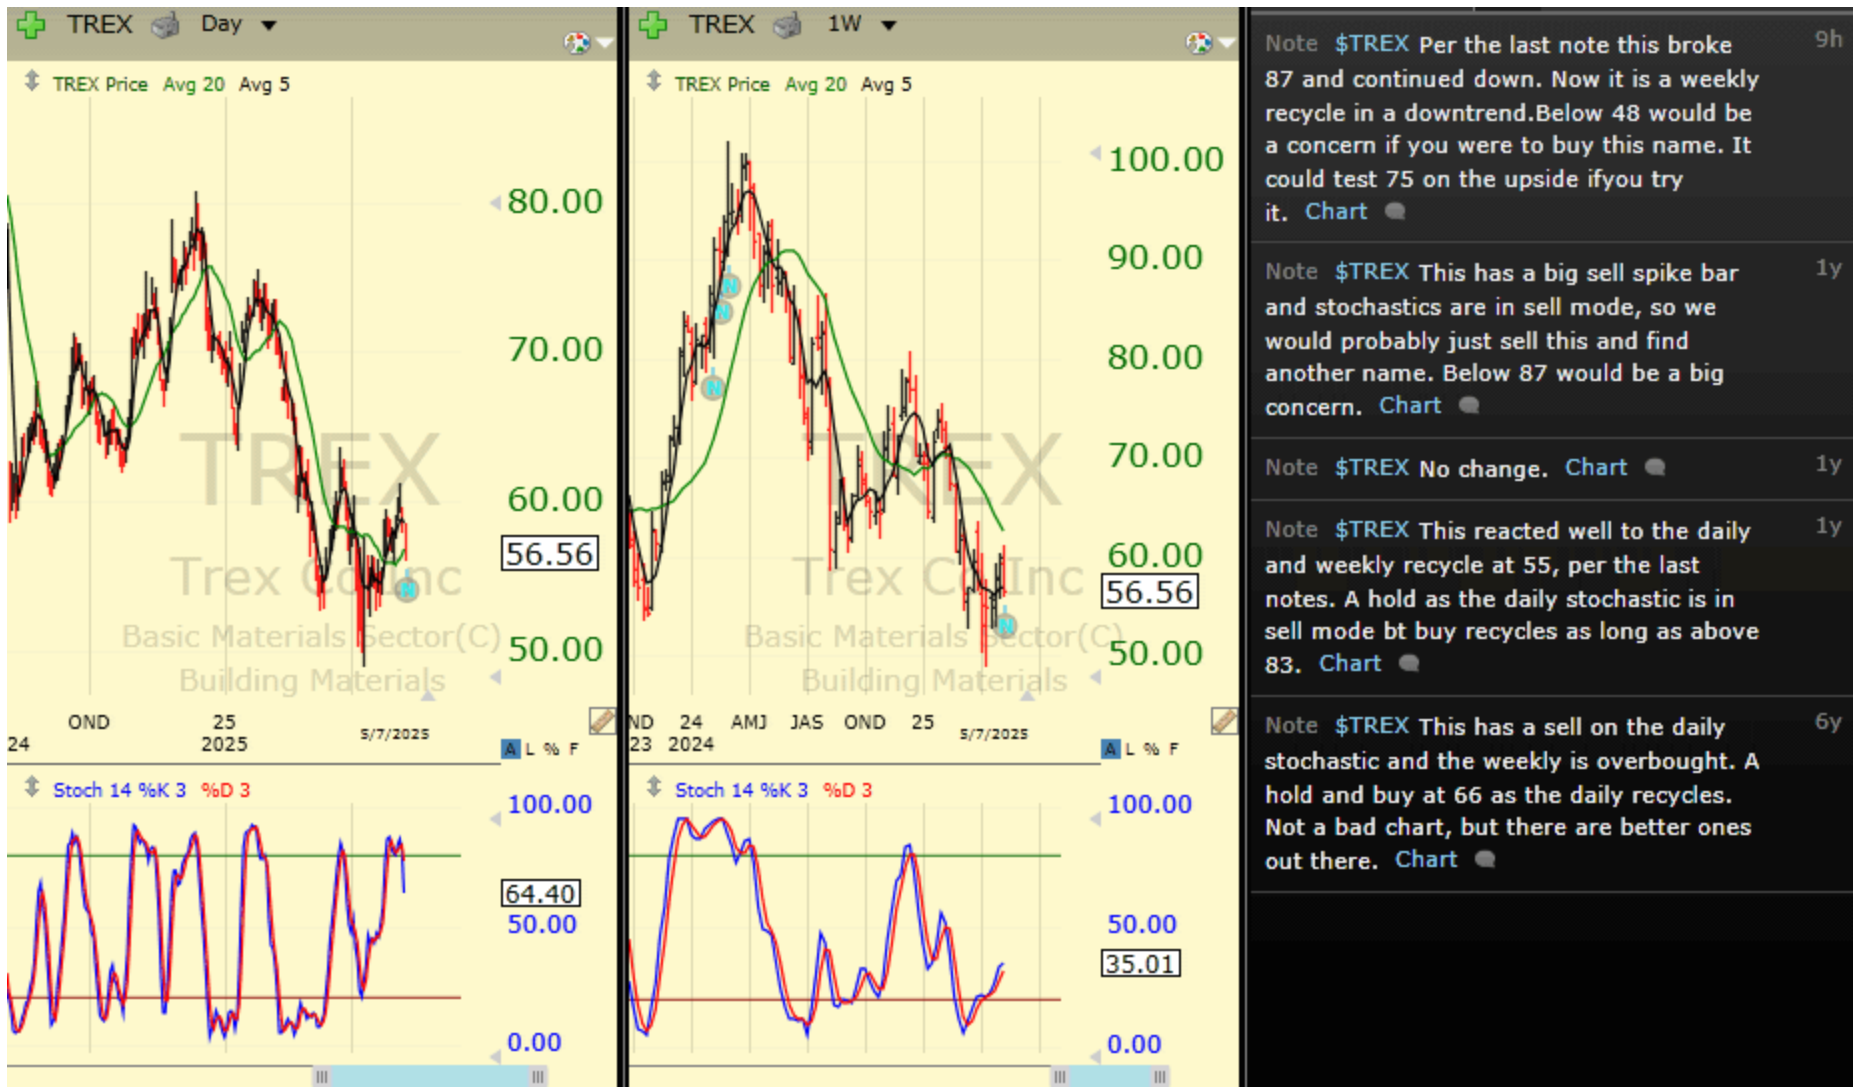 TREX Day
TREX Price Avg 20 Avg 5
80.00
70.00
60.00
56.56
50.00
TREX
Trex Co Inc
Basic Materials Sector(C)
Building Materials
N
OND 25 5/7/2025
24 2025
A L % F
Stoch 14 %K 3 %D 3
100.00
64.40
50.00
0.00
TREX 1W
TREX Price Avg 20 Avg 5
100.00
90.00
80.00
70.00
60.00
56.56
50.00
N
N
N
N
TREX
Trex C Inc
Basic Materials Sector(C)
Building Materials
ND 24 AMJ JAS OND 25 5/7/2025
23 2024
A L % F
Stoch 14 %K 3 %D 3
100.00
50.00
35.01
0.00
Note $TREX Per the last note this broke 9h
87 and continued down. Now it is a weekly
recycle in a downtrend.Below 48 would be
a concern if you were to buy this name. It
could test 75 on the upside ifyou try
it. Chart
Note $TREX This has a big sell spike bar 1y
and stochastics are in sell mode, so we
would probably just sell this and find
another name. Below 87 would be a big
concern. Chart
Note $TREX No change. Chart 1y
Note $TREX This reacted well to the daily 1y
and weekly recycle at 55, per the last
notes. A hold as the daily stochastic is in
sell mode bt buy recycles as long as above
83. Chart
Note $TREX This has a sell on the daily 6y
stochastic and the weekly is overbought. A
hold and buy at 66 as the daily recycles.
Not a bad chart, but there are better ones
out there. Chart